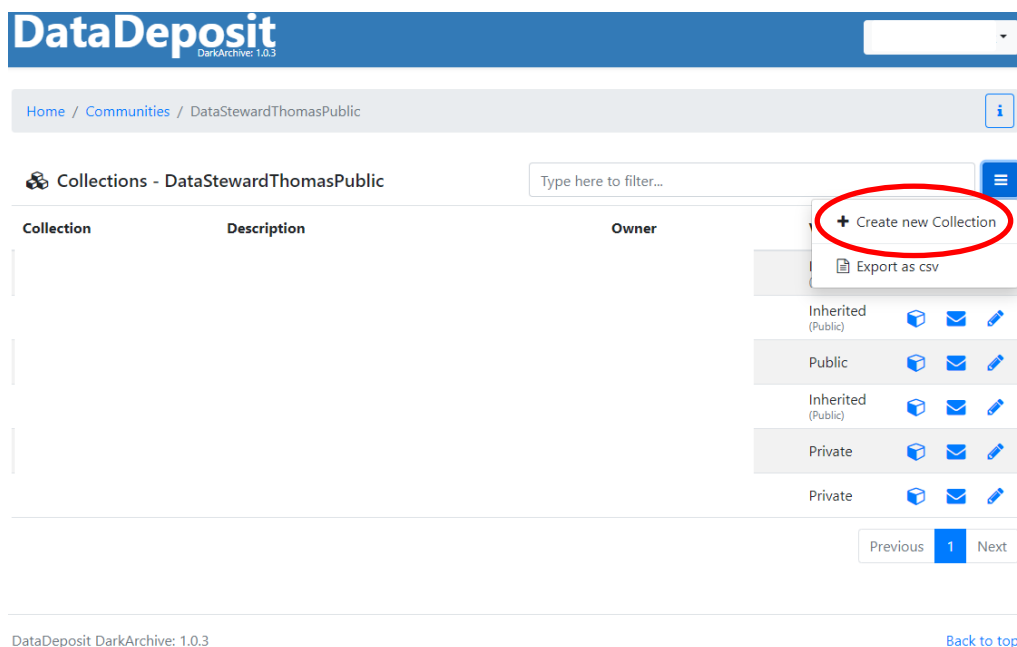 DataDeposit
DarkArchive: 1.0.3
Home / Communities / DataStewardThomasPublic
i
Collections - DataStewardThomasPublic
Type here to filter...
Collection Description Owner
Create new Collection
Export as csv
Inherited
(Public)
Public
Inherited
(Public)
Private
Private
Previous 1 Next
DataDeposit DarkArchive: 1.0.3
Back to top